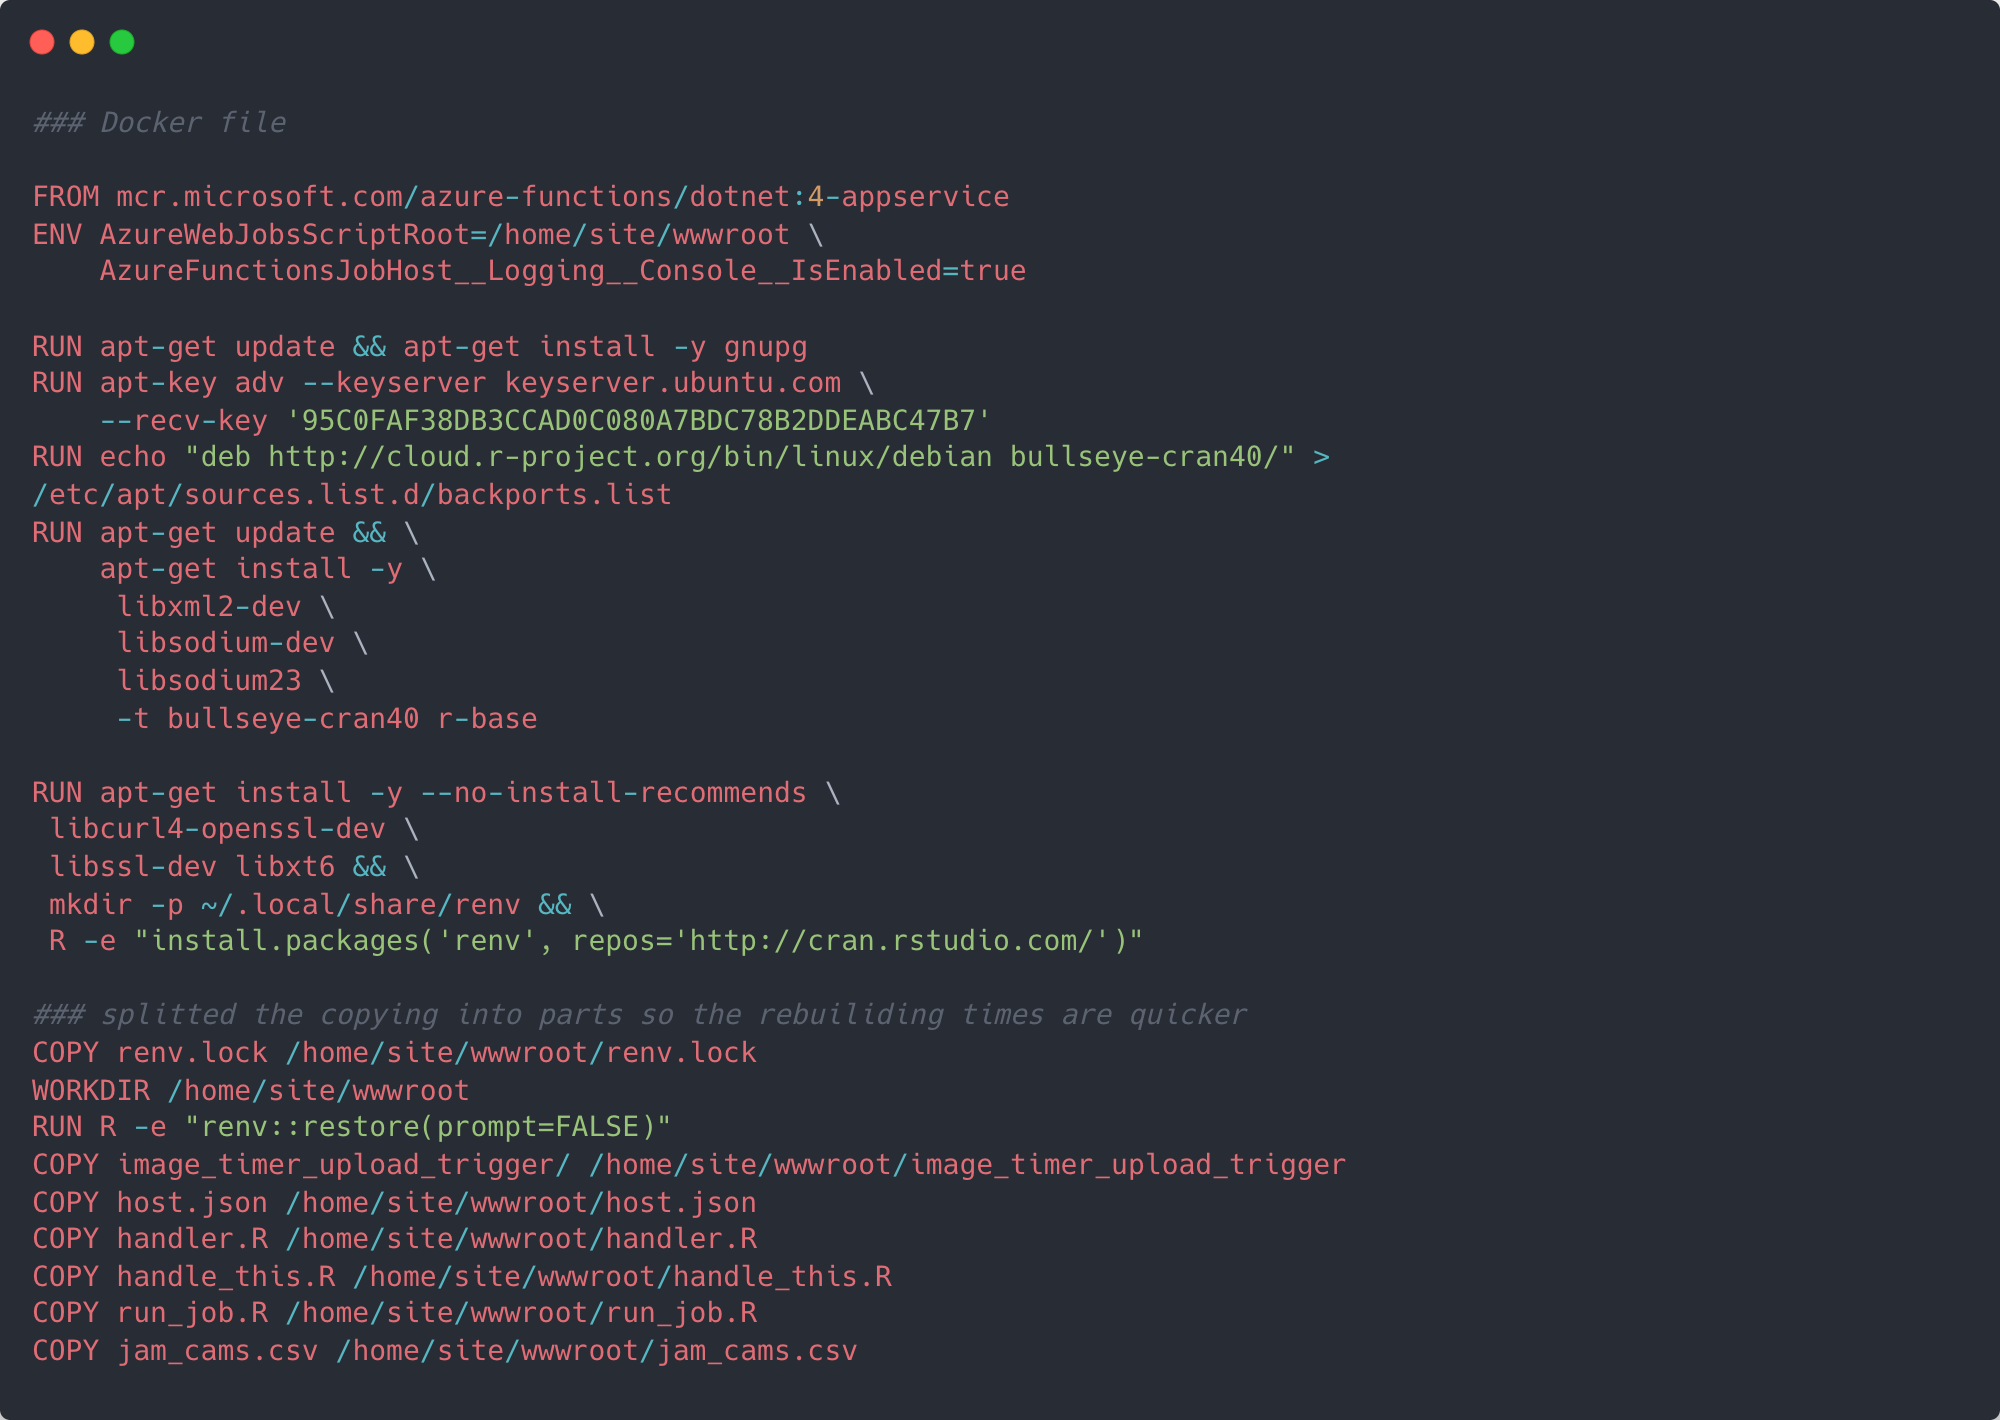 ### Docker file
FROM mcr.microsoft.com/azure-functions/dotnet:4-appservice
ENV AzureWebJobsScriptRoot=/home/site/wwwroot \
    AzureFunctionsJobHost__Logging__Console__IsEnabled=true
RUN apt-get update && apt-get install -y gnupg
RUN apt-key adv --keyserver keyserver.ubuntu.com \
    --recv-key '95C0FAF38DB3CCAD0C080A7BDC78B2DDEABC47B7'
RUN echo "deb http://cloud.r-project.org/bin/linux/debian bullseye-cran40/" >
/etc/apt/sources.list.d/backports.list
RUN apt-get update && \
    apt-get install -y \
     libxml2-dev \
     libsodium-dev \
     libsodium23 \
     -t bullseye-cran40 r-base
RUN apt-get install -y --no-install-recommends \
 libcurl4-openssl-dev \
 libssl-dev libxt6 && \
 mkdir -p ~/.local/share/renv && \
 R -e "install.packages('renv', repos='http://cran.rstudio.com/')"
### splitted the copying into parts so the rebuiliding times are quicker
COPY renv.lock /home/site/wwwroot/renv.lock
WORKDIR /home/site/wwwroot
RUN R -e "renv::restore(prompt=FALSE)"
COPY image_timer_upload_trigger/ /home/site/wwwroot/image_timer_upload_trigger
COPY host.json /home/site/wwwroot/host.json
COPY handler.R /home/site/wwwroot/handler.R
COPY handle_this.R /home/site/wwwroot/handle_this.R
COPY run_job.R /home/site/wwwroot/run_job.R
COPY jam_cams.csv /home/site/wwwroot/jam_cams.csv